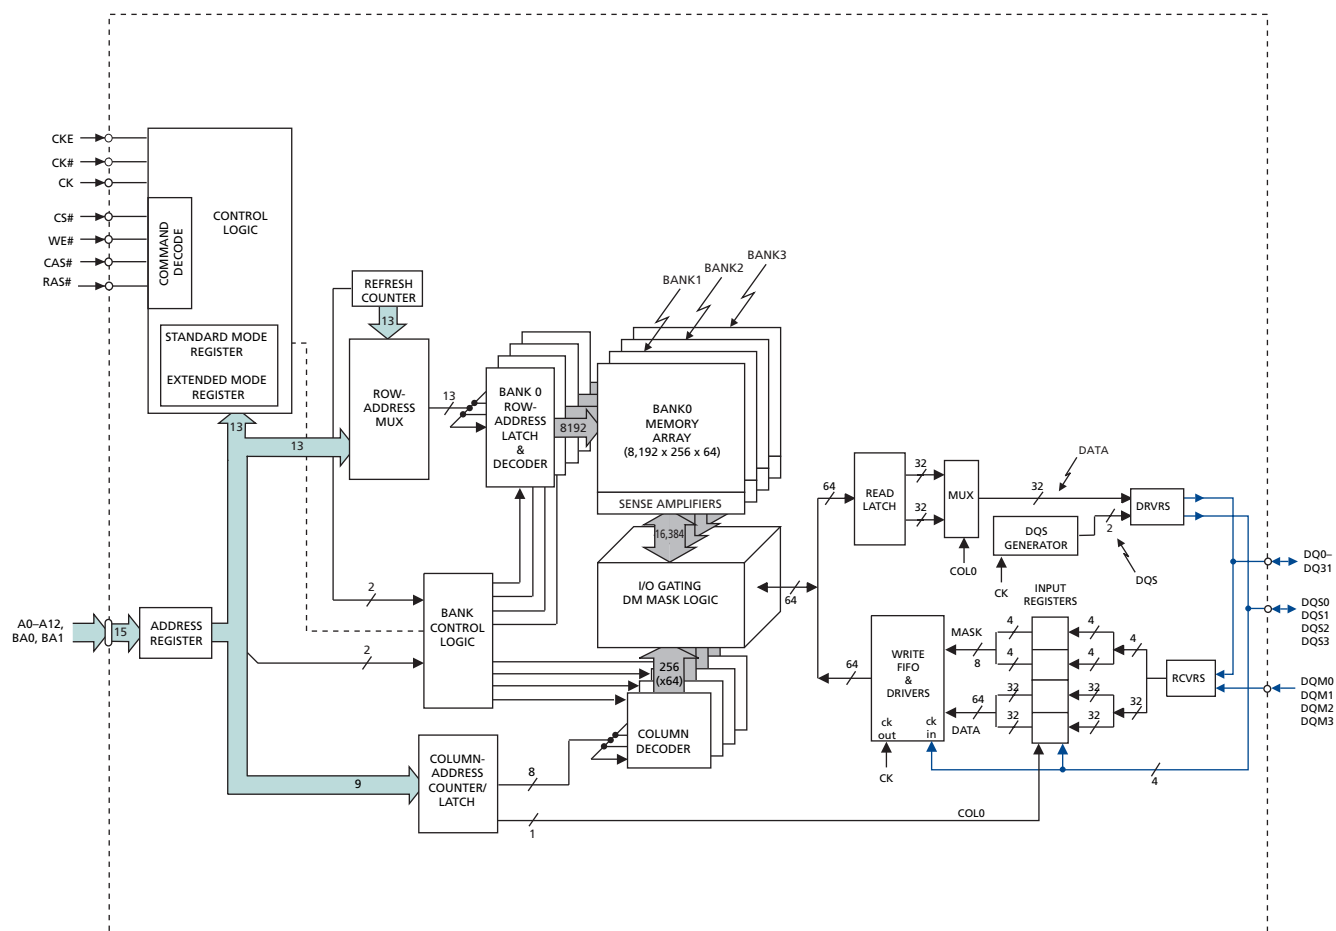 CKE
CK#
CK
CS#
WE#
CAS#
RAS#
COMMAND
DECODE
CONTROL
LOGIC
STANDARD MODE
REGISTER
EXTENDED MODE
REGISTER
REFRESH
COUNTER
13
ROW-
ADDRESS
MUX
13
13
13
BANK 0
ROW-
ADDRESS
LATCH
&
DECODER
8192
BANK1
BANK2
BANK3
BANK0
MEMORY
ARRAY
(8,192 x 256 x 64)
SENSE AMPLIFIERS
16,384
I/O GATING
DM MASK LOGIC
64
A0–A12,
BA0, BA1
15
ADDRESS
REGISTER
2
2
BANK
CONTROL
LOGIC
256
(x64)
COLUMN
DECODER
9
COLUMN-
ADDRESS
COUNTER/
LATCH
8
1
COL0
64
READ
LATCH
32
32
MUX
COL0
32
DATA
DQS
GENERATOR
CK
2
DQS
DRVRS
DQ0–
DQ31
DQS0
DQS1
DQS2
DQS3
DQM0
DQM1
DQM2
DQM3
INPUT
REGISTERS
64
WRITE
FIFO
&
DRIVERS
ck
out
ck
in
CK
MASK
8
64
DATA
4
4
32
32
4
4
32
32
4
32
RCVRS
4